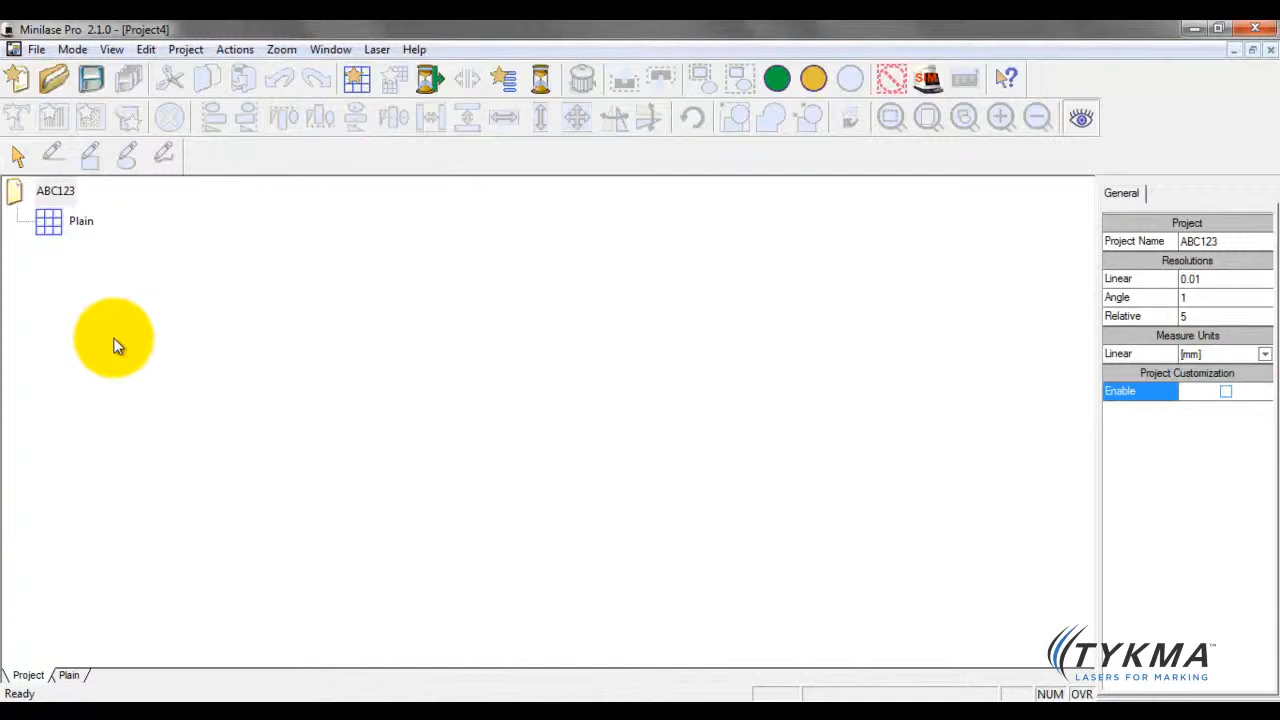 Minilase Pro 2.1.0 - [Project4]
File Mode View Edit Project Actions Zoom Window Laser Help
SM
ABC123
Plain
General
Project
Project Name ABC123
Resolutions
Linear 0.01
Angle 1
Relative 5
Measure Units
Linear [mm]
Project Customization
Enable
TYKMA™
LASERS FOR MARKING
Project Plain
Ready NUM OVR